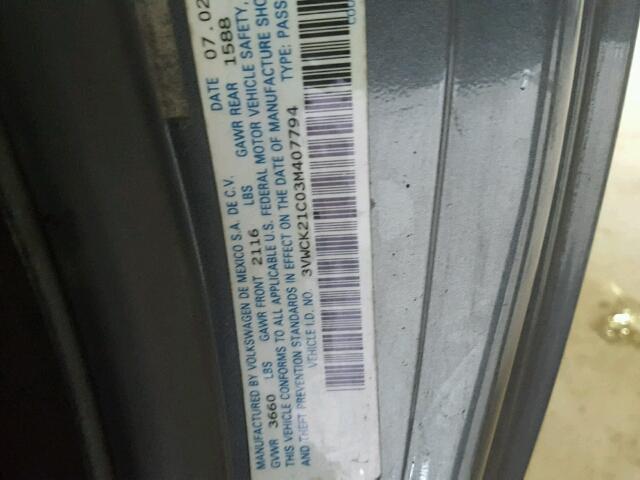 MANUFACTURED BY VOLKSWAGEN DE MEXICO S.A. DE C.V. DATE 07.02
GVWR 3660 LBS GAWR FRONT 2116 LBS GAWR REAR 1588
THIS VEHICLE CONFORMS TO ALL APPLICABLE U.S. FEDERAL MOTOR VEHICLE SAFETY,
AND THEFT PREVENTION STANDARDS IN EFFECT ON THE DATE OF MANUFACTURE SHO
VEHICLE I.D. NO. 3VWCK21C03M407794 TYPE: PASS